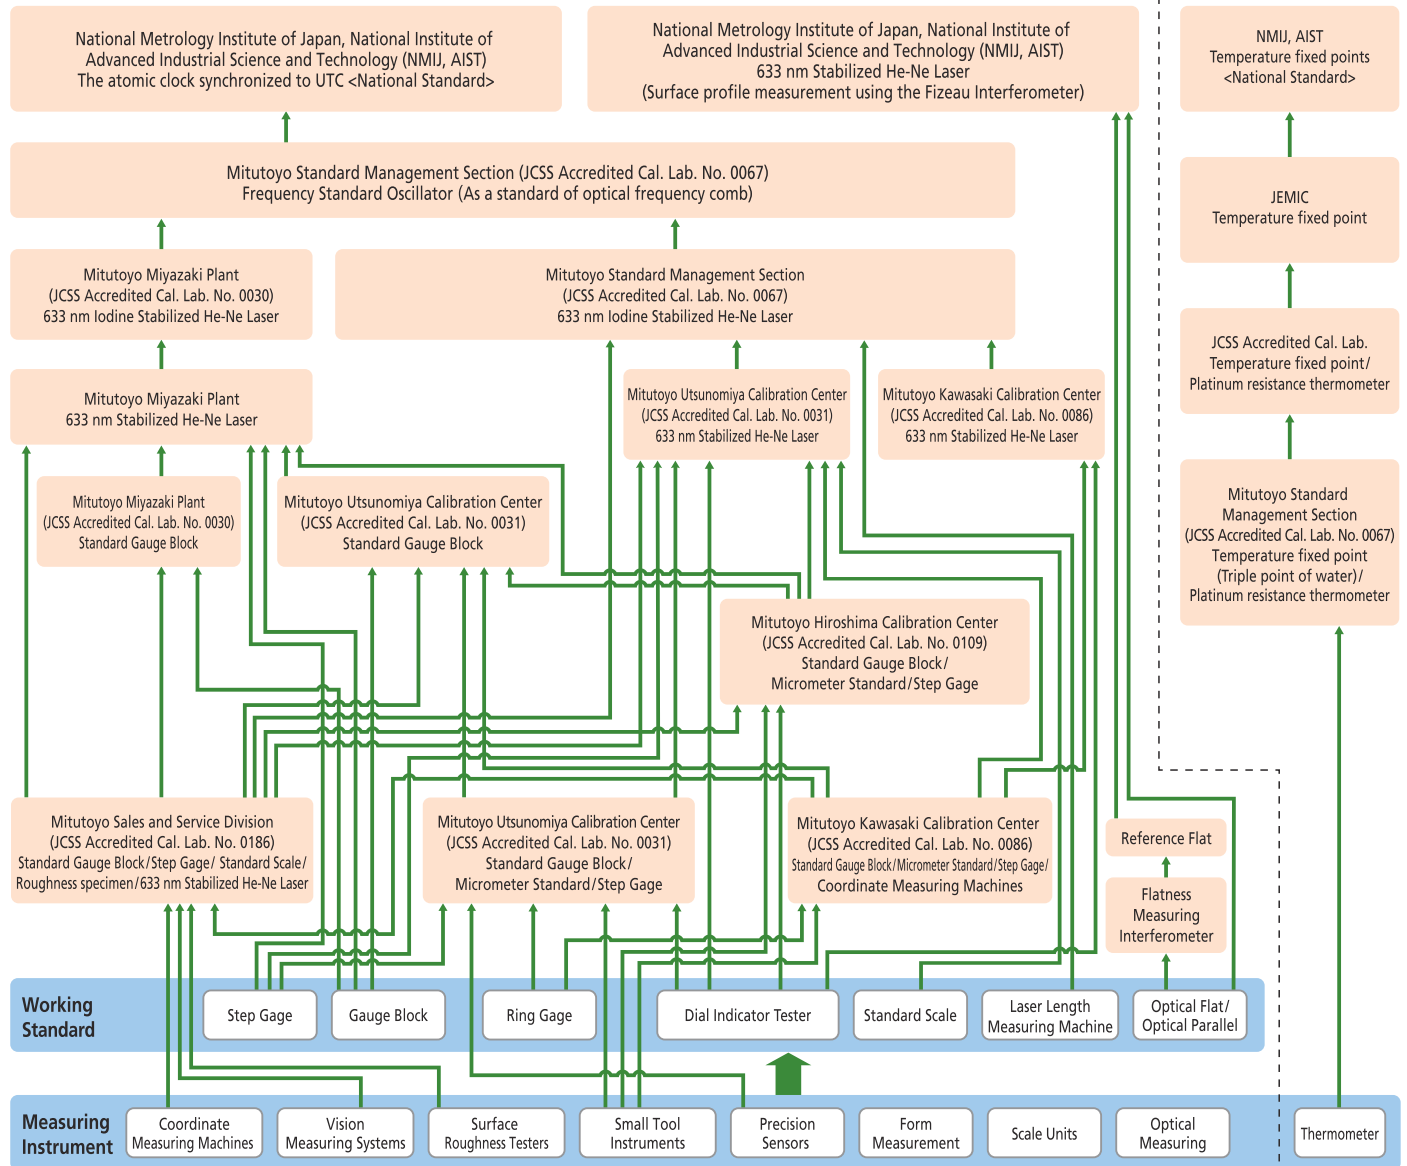 National Metrology Institute of Japan, National Institute of
Advanced Industrial Science and Technology (NMIJ, AIST)
The atomic clock synchronized to UTC <National Standard>
National Metrology Institute of Japan, National Institute of
Advanced Industrial Science and Technology (NMIJ, AIST)
633 nm Stabilized He-Ne Laser
(Surface profile measurement using the Fizeau Interferometer)
NMIJ, AIST
Temperature fixed points
<National Standard>
Mitutoyo Standard Management Section (JCSS Accredited Cal. Lab. No. 0067)
Frequency Standard Oscillator (As a standard of optical frequency comb)
JEMIC
Temperature fixed point
Mitutoyo Miyazaki Plant
(JCSS Accredited Cal. Lab. No. 0030)
633 nm Iodine Stabilized He-Ne Laser
Mitutoyo Standard Management Section
(JCSS Accredited Cal. Lab. No. 0067)
633 nm Iodine Stabilized He-Ne Laser
JCSS Accredited Cal. Lab.
Temperature fixed point/
Platinum resistance thermometer
Mitutoyo Miyazaki Plant
633 nm Stabilized He-Ne Laser
Mitutoyo Utsunomiya Calibration Center
(JCSS Accredited Cal. Lab. No. 0031)
633 nm Stabilized He-Ne Laser
Mitutoyo Kawasaki Calibration Center
(JCSS Accredited Cal. Lab. No. 0086)
633 nm Stabilized He-Ne Laser
Mitutoyo Miyazaki Plant
(JCSS Accredited Cal. Lab. No. 0030)
Standard Gauge Block
Mitutoyo Utsunomiya Calibration Center
(JCSS Accredited Cal. Lab. No. 0031)
Standard Gauge Block
Mitutoyo Standard
Management Section
(JCSS Accredited Cal. Lab. No. 0067)
Temperature fixed point
(Triple point of water)/
Platinum resistance thermometer
Mitutoyo Hiroshima Calibration Center
(JCSS Accredited Cal. Lab. No. 0109)
Standard Gauge Block/
Micrometer Standard/Step Gage
Mitutoyo Sales and Service Division
(JCSS Accredited Cal. Lab. No. 0186)
Standard Gauge Block/Step Gage/ Standard Scale/
Roughness specimen/633 nm Stabilized He-Ne Laser
Mitutoyo Utsunomiya Calibration Center
(JCSS Accredited Cal. Lab. No. 0031)
Standard Gauge Block/
Micrometer Standard/Step Gage
Mitutoyo Kawasaki Calibration Center
(JCSS Accredited Cal. Lab. No. 0086)
Standard Gauge Block/Micrometer Standard/Step Gage/
Coordinate Measuring Machines
Reference Flat
Flatness
Measuring
Interferometer
Working
Standard
Step Gage
Gauge Block
Ring Gage
Dial Indicator Tester
Standard Scale
Laser Length
Measuring Machine
Optical Flat/
Optical Parallel
Measuring
Instrument
Coordinate
Measuring Machines
Vision
Measuring Systems
Surface
Roughness Testers
Small Tool
Instruments
Precision
Sensors
Form
Measurement
Scale Units
Optical
Measuring
Thermometer